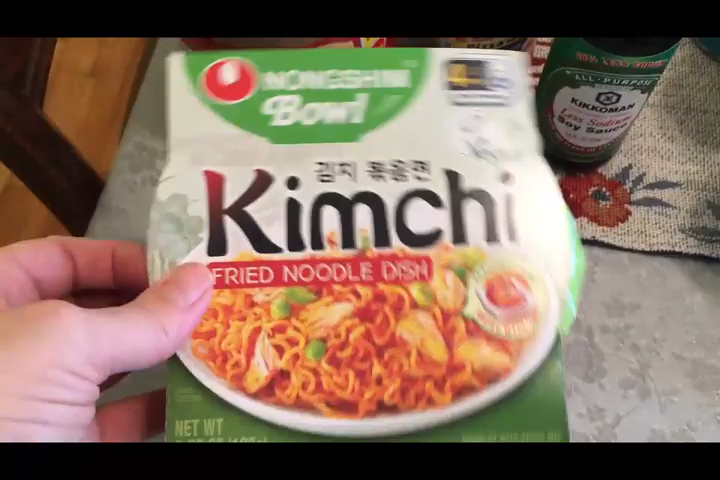 NONGSHIM
Bowl
김치 볶음면
Kimchi
FRIED NOODLE DISH
NET WT
ALL-PURPOSE
KIKKOMAN
Less Sodium
Soy Sauce